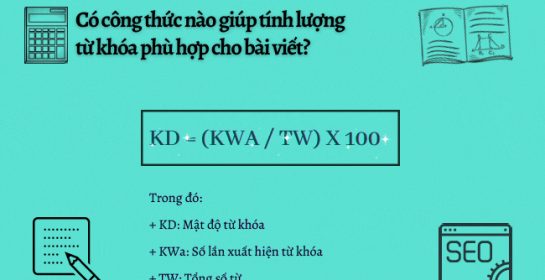 Có công thức nào giúp tính lượng
từ khóa phù hợp cho bài viết?
KD = (KWA / TW) X 100
Trong đó:
+ KD: Mật độ từ khóa
+ KWa: Số lần xuất hiện từ khóa
+ TW: Tổng số từ
SEO